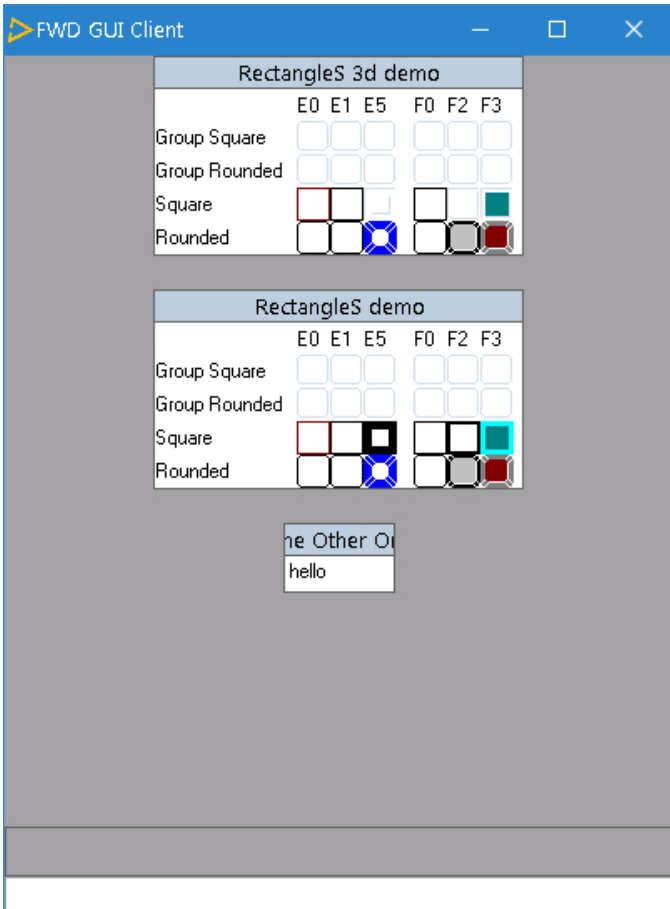 FWD GUI Client
RectangleS 3d demo
E0 E1 E5 F0 F2 F3
Group Square
Group Rounded
Square
Rounded
RectangleS demo
E0 E1 E5 F0 F2 F3
Group Square
Group Rounded
Square
Rounded
Other
hello